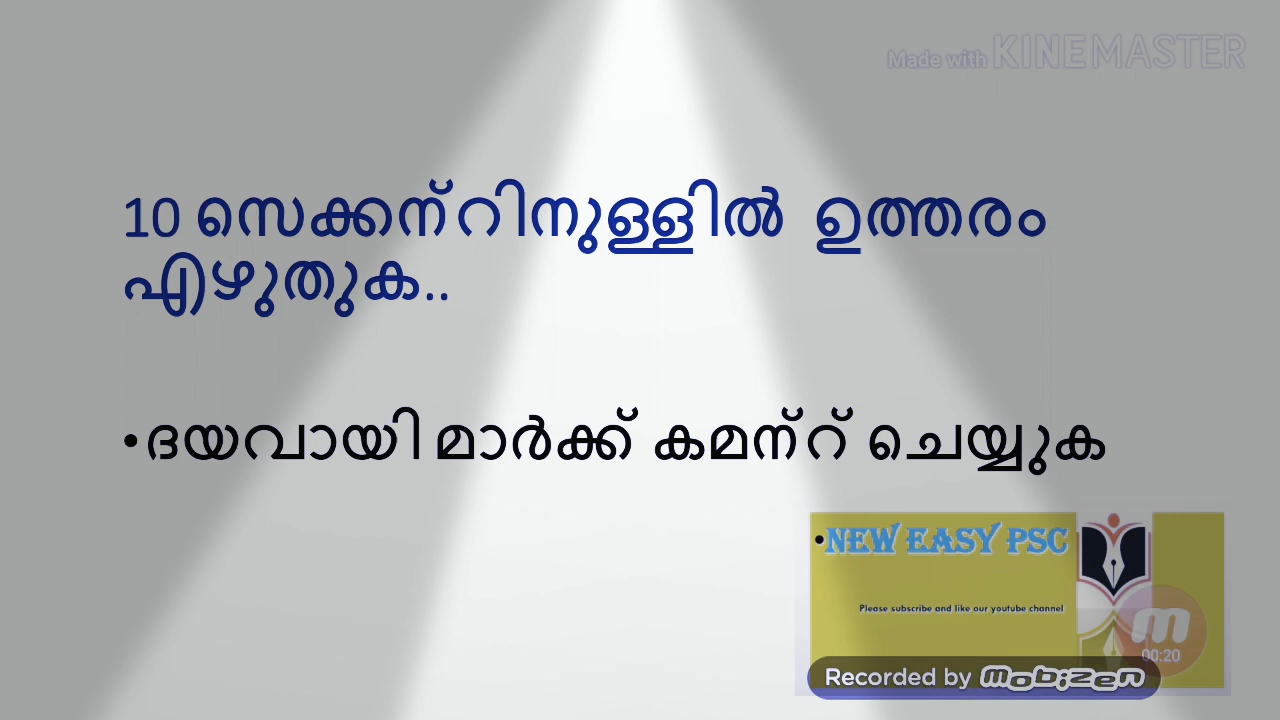 Made with KINEMASTER
10 സെക്കന്റിനുള്ളിൽ ഉത്തരം
എഴുതുക..
•ദയവായി മാർക്ക് കമന്റ് ചെയ്യുക
•NEW EASY PSC
Please subscribe and like our youtube channel
m
00:20
Recorded by mobizen